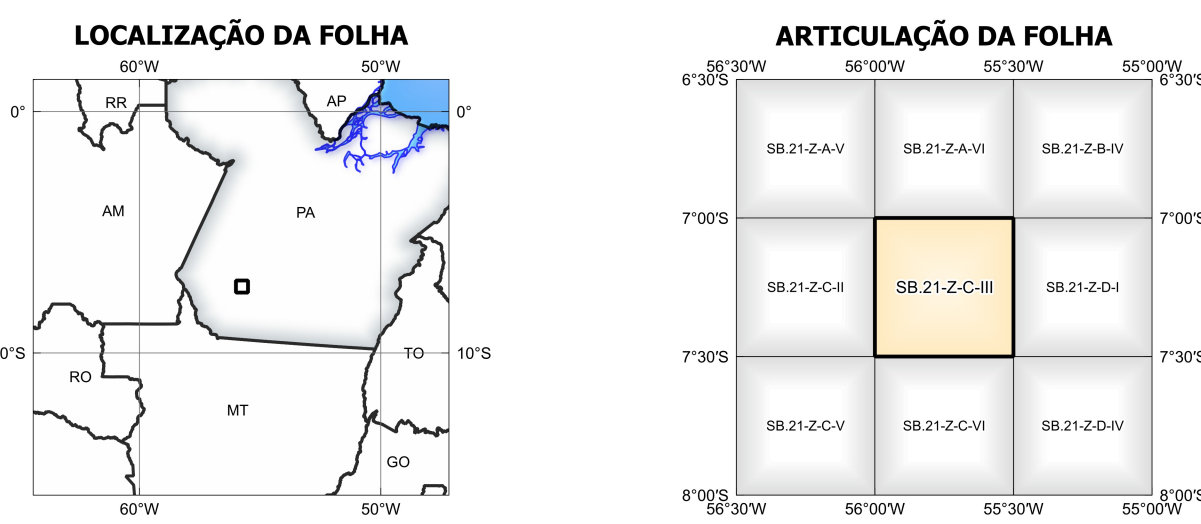 LOCALIZAÇÃO DA FOLHA
60°W 50°W
RR
AP
0° 0°
AM
PA
0°S 10°S
TO
RO
MT
GO
60°W 50°W
ARTICULAÇÃO DA FOLHA
56°30'W 56°00'W 55°30'W 55°00'W
6°30'S 6°30'S
SB.21-Z-A-V SB.21-Z-A-VI SB.21-Z-B-IV
7°00'S 7°00'S
SB.21-Z-C-II SB.21-Z-C-III SB.21-Z-D-I
7°30'S 7°30'S
SB.21-Z-C-V SB.21-Z-C-VI SB.21-Z-D-IV
8°00'S 8°00'S
56°30'W 56°00'W 55°30'W 55°00'W